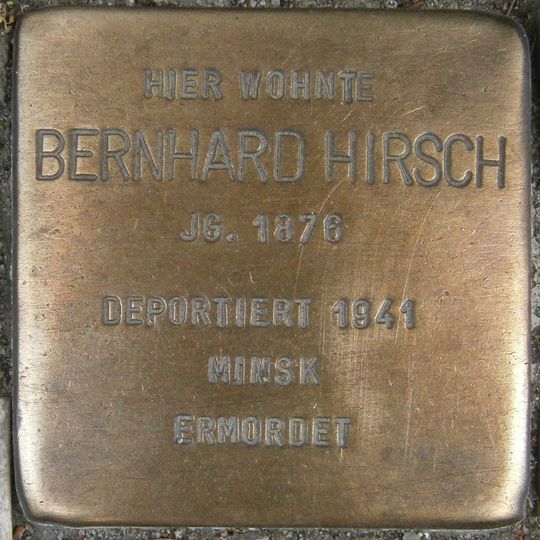 HIER WOHNTE
BERNHARD HIRSCH
JG. 1876
DEPORTIERT 1941
MINSK
ERMORDET